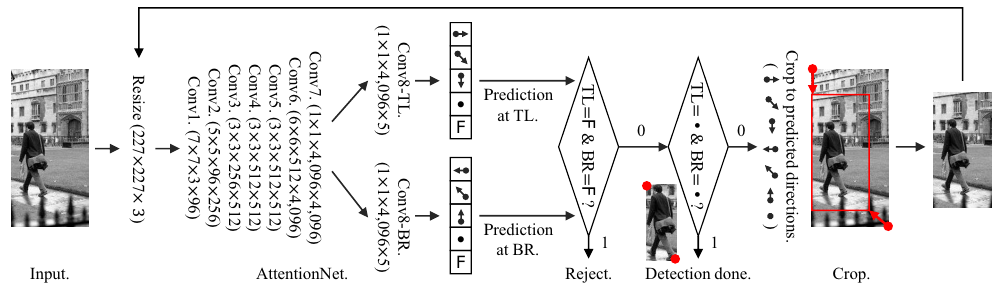 Input.
Resize (227×227×3)
Conv1. (7×7×3×96)
Conv2. (5×5×96×256)
Conv3. (3×3×256×512)
Conv4. (3×3×512×512)
Conv5. (3×3×512×512)
Conv6. (6×6×512×4,096)
Conv7. (1×1×4,096×4,096)
AttentionNet.
Conv8-TL.
(1×1×4,096×5)
F
Prediction
at TL.
Conv8-BR.
(1×1×4,096×5)
F
Prediction
at BR.
TL=F & BR=F?
0
1
Reject.
TL= • & BR= • ?
0
1
Detection done.
Crop to predicted directions.
( )
Crop.